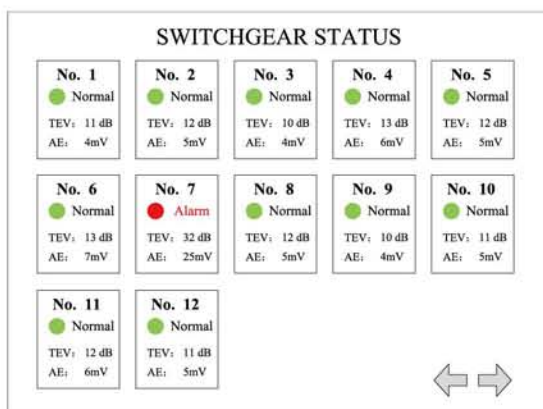 SWITCHGEAR STATUS
No. 1
Normal
TEV: 11 dB
AE: 4mV
No. 2
Normal
TEV: 12 dB
AE: 5mV
No. 3
Normal
TEV: 10 dB
AE: 4mV
No. 4
Normal
TEV: 13 dB
AE: 6mV
No. 5
Normal
TEV: 12 dB
AE: 5mV
No. 6
Normal
TEV: 13 dB
AE: 7mV
No. 7
Alarm
TEV: 32 dB
AE: 25mV
No. 8
Normal
TEV: 12 dB
AE: 5mV
No. 9
Normal
TEV: 10 dB
AE: 4mV
No. 10
Normal
TEV: 11 dB
AE: 5mV
No. 11
Normal
TEV: 12 dB
AE: 6mV
No. 12
Normal
TEV: 11 dB
AE: 5mV